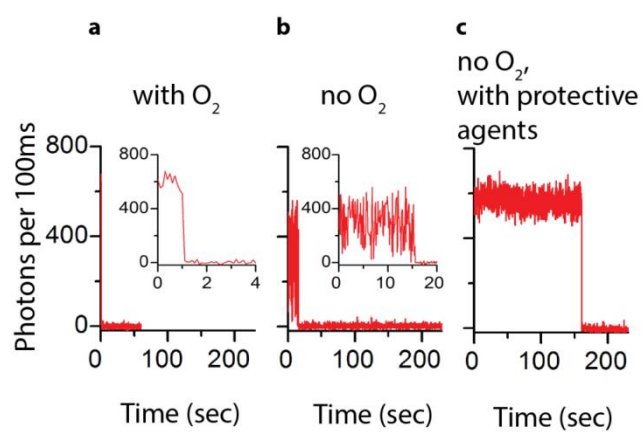 a
with O₂
b
no O₂
c
no O₂,
with protective
agents
Photons per 100ms
800
400
0
800
400
0
0 2 4
0 100 200
Time (sec)
800
400
0
0 10 20
0 100 200
Time (sec)
0 100 200
Time (sec)